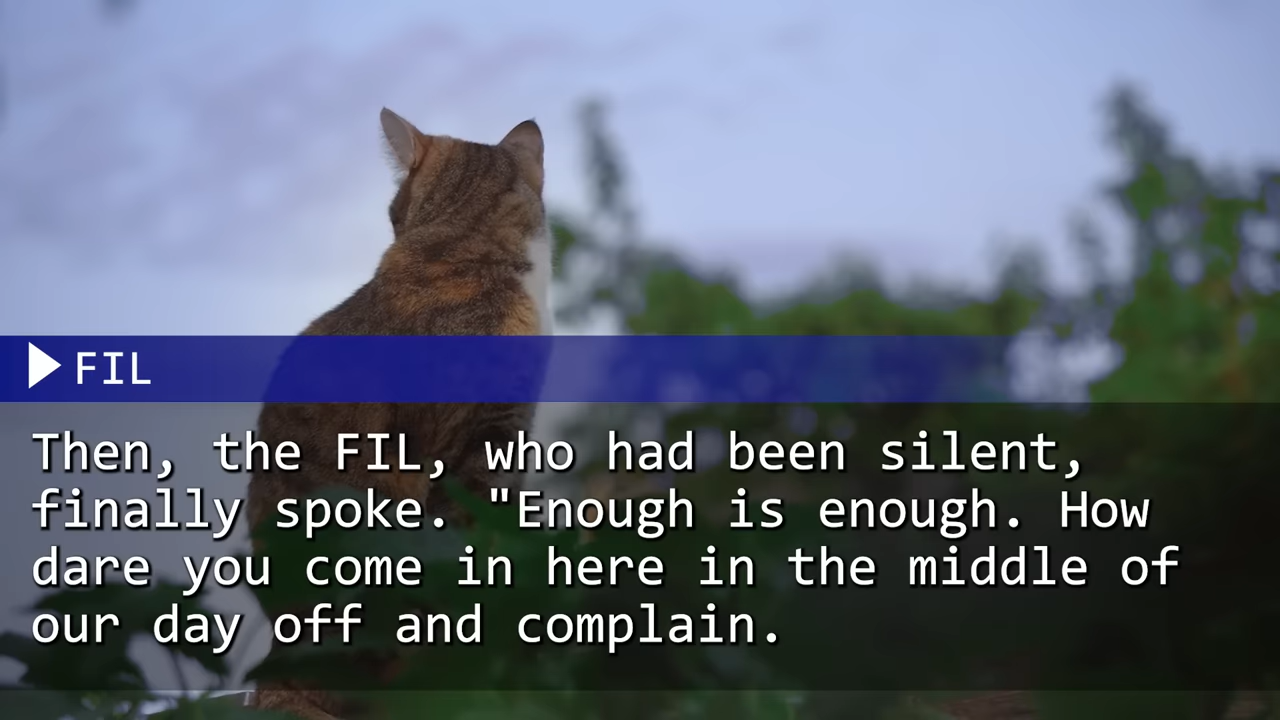 FIL
Then, the FIL, who had been silent,
finally spoke. "Enough is enough. How
dare you come in here in the middle of
our day off and complain.